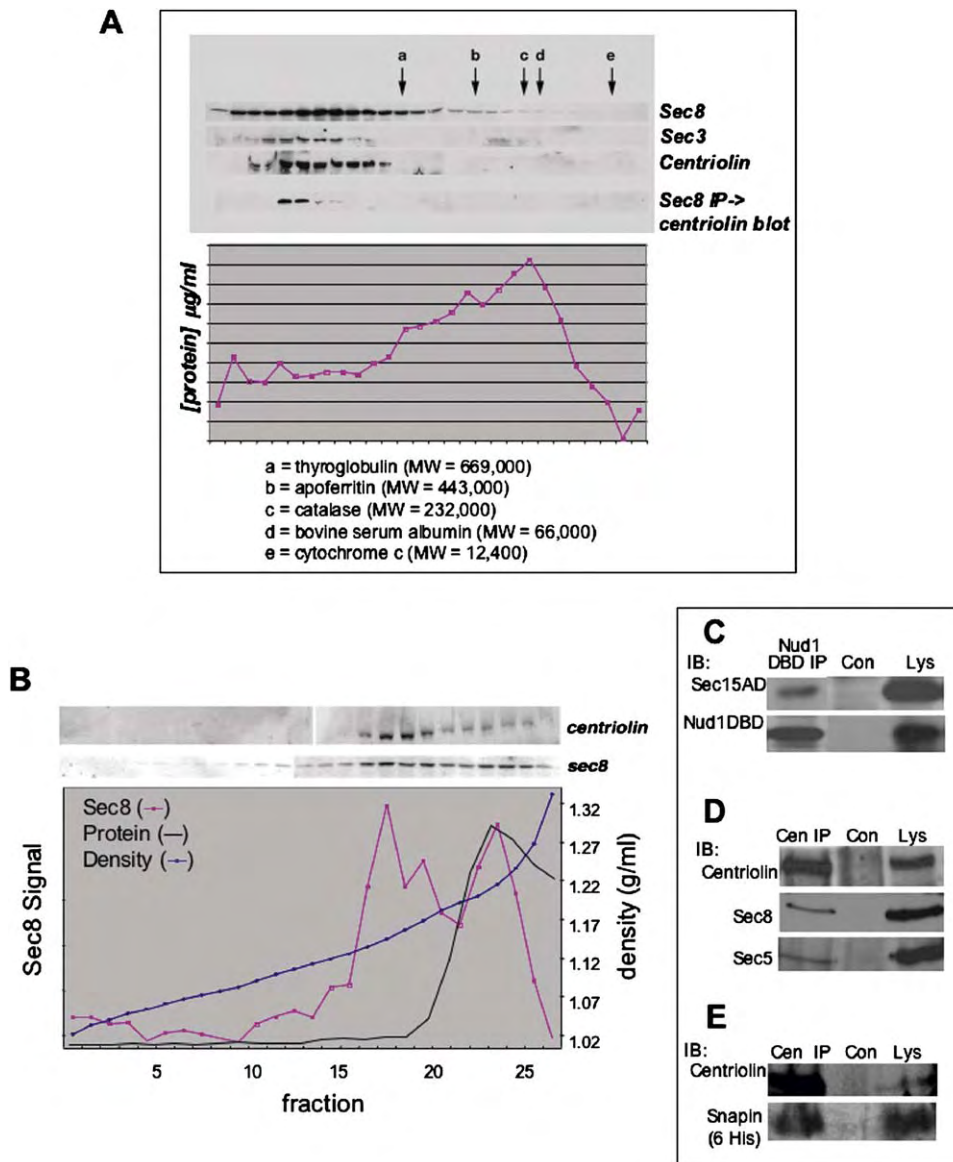 A
a b c d e
Sec8
Sec3
Centriolin
Sec8 IP->
centriolin blot
[protein] µg/ml
a = thyroglobulin (MW = 669,000)
b = apoferritin (MW = 443,000)
c = catalase (MW = 232,000)
d = bovine serum albumin (MW = 66,000)
e = cytochrome c (MW = 12,400)
B
centriolin
sec8
Sec8 (--)
Protein (—)
Density (--)
Sec8 Signal
1.32
1.27
1.22
1.17
1.12
1.07
1.02
density (g/ml)
5 10 15 20 25
fraction
C
Nud1
IB: DBD IP Con Lys
Sec15AD
Nud1DBD
D
Cen IP Con Lys
IB:
Centriolin
Sec8
Sec5
E
IB: Cen IP Con Lys
Centriolin
Snapin
(6 His)